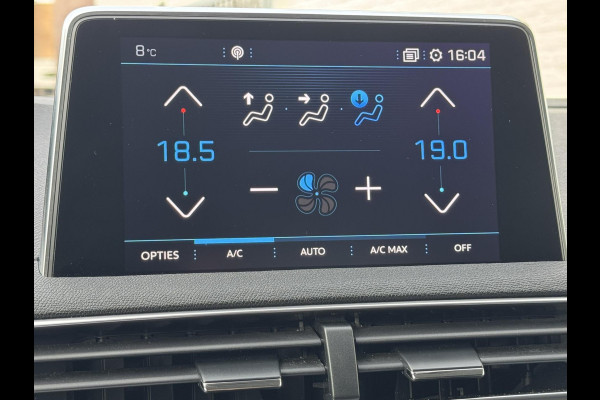 8°C 16:04
18.5 19.0
OPTIES A/C AUTO A/C MAX OFF